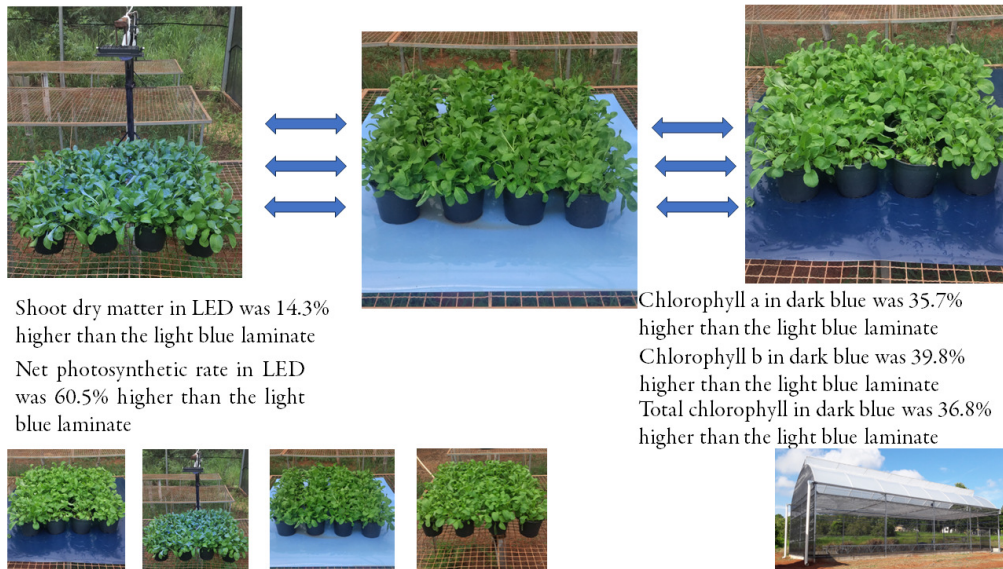 Shoot dry matter in LED was 14.3%
higher than the light blue laminate
Net photosynthetic rate in LED
was 60.5% higher than the light
blue laminate
Chlorophyll a in dark blue was 35.7%
higher than the light blue laminate
Chlorophyll b in dark blue was 39.8%
higher than the light blue laminate
Total chlorophyll in dark blue was 36.8%
higher than the light blue laminate